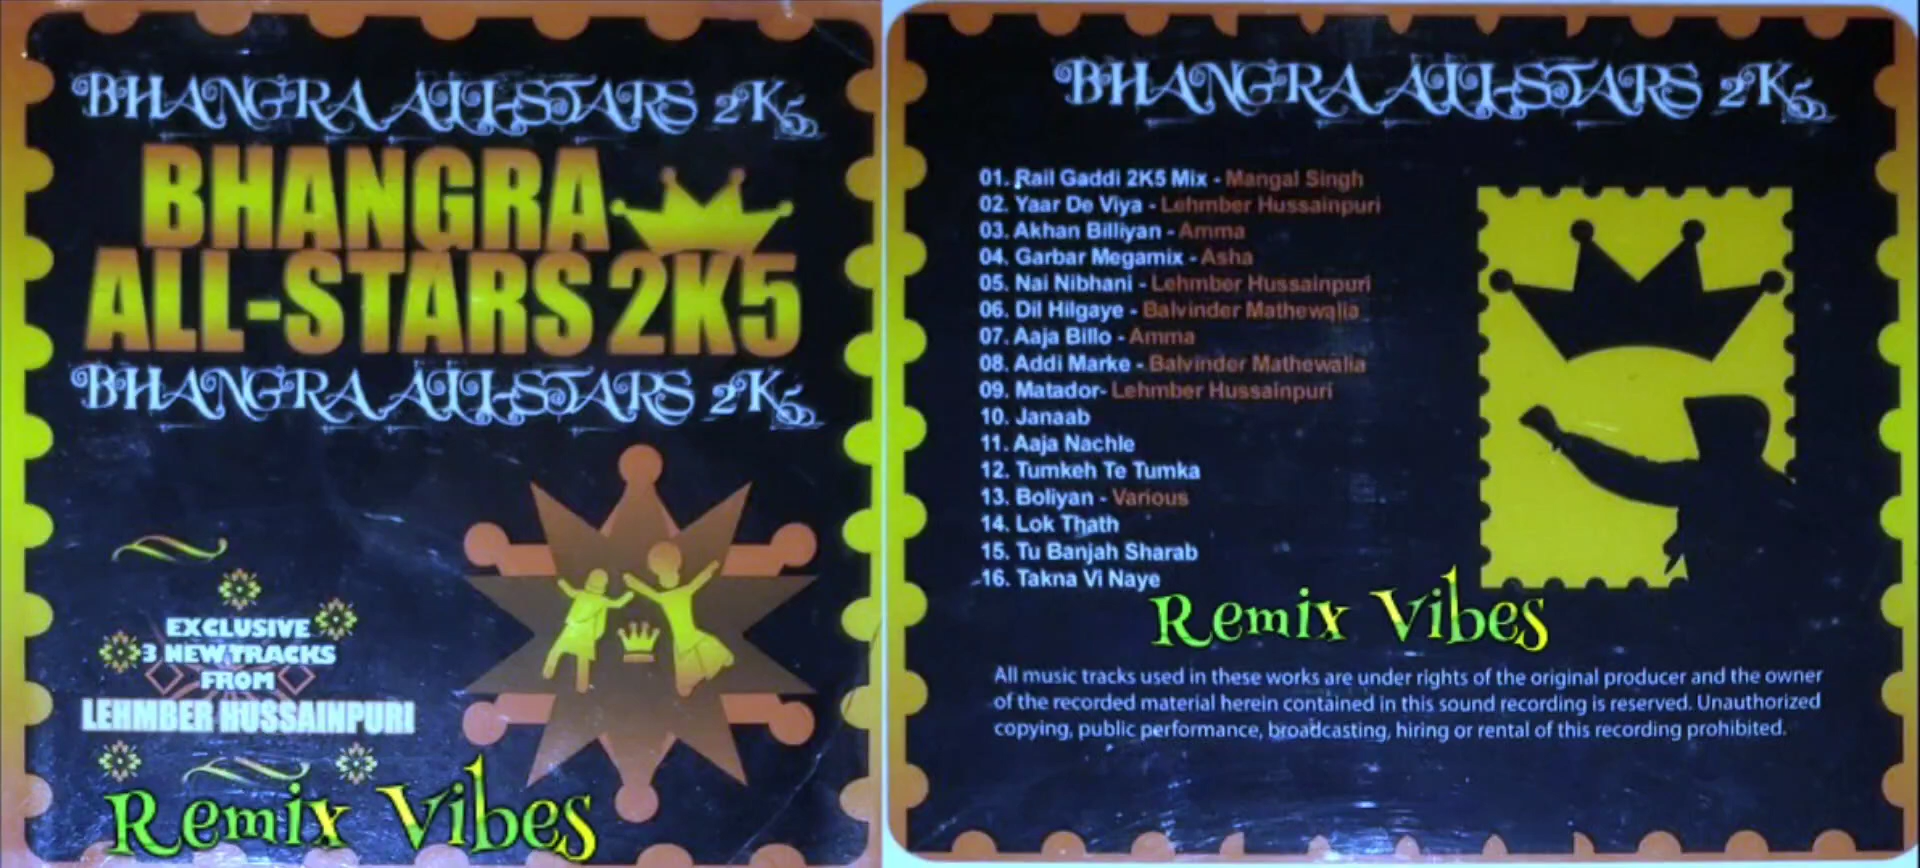 BHANGRA ALL-STARS 2K5
BHANGRA
ALL-STARS 2K5
BHANGRA ALL-STARS 2K5
EXCLUSIVE
3 NEW TRACKS
FROM
LEHMBER HUSSAINPURI
Remix Vibes
BHANGRA ALL-STARS 2K5
01. Rail Gaddi 2K5 Mix - Mangal Singh
02. Yaar De Viya - Lehmber Hussainpuri
03. Akhan Billiyan - Amma
04. Garbar Megamix - Asha
05. Nai Nibhani - Lehmber Hussainpuri
06. Dil Hilgaye - Balvinder Mathewalia
07. Aaja Billo - Amma
08. Addi Marke - Balvinder Mathewalia
09. Matador- Lehmber Hussainpuri
10. Janaab
11. Aaja Nachle
12. Tumkeh Te Tumka
13. Boliyan - Various
14. Lok Thath
15. Tu Banjah Sharab
16. Takna Vi Naye
Remix Vibes
All music tracks used in these works are under rights of the original producer and the owner
of the recorded material herein contained in this sound recording is reserved. Unauthorized
copying, public performance, broadcasting, hiring or rental of this recording prohibited.